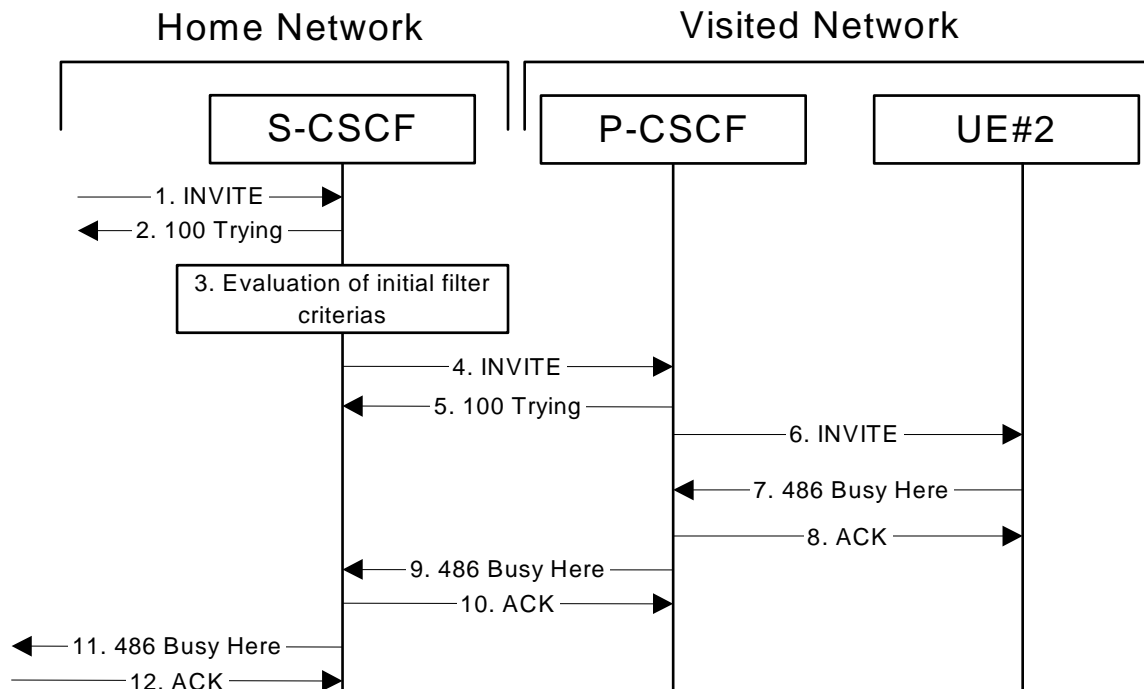 Home Network
Visited Network
S-CSCF
P-CSCF
UE#2
1. INVITE
2. 100 Trying
3. Evaluation of initial filter
criterias
4. INVITE
5. 100 Trying
6. INVITE
7. 486 Busy Here
8. ACK
9. 486 Busy Here
10. ACK
11. 486 Busy Here
12. ACK